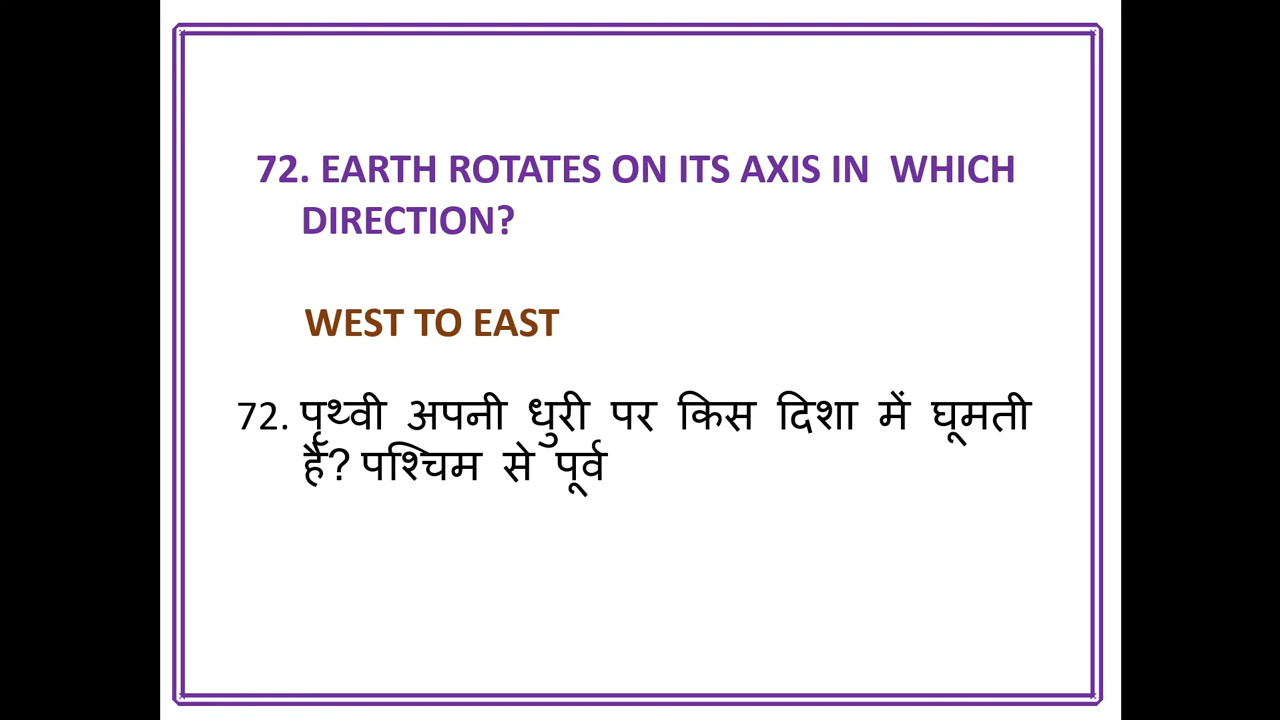 72. EARTH ROTATES ON ITS AXIS IN WHICH
DIRECTION?
WEST TO EAST
72. पृथ्वी अपनी धुरी पर किस दिशा में घूमती
है? पश्चिम से पूर्व